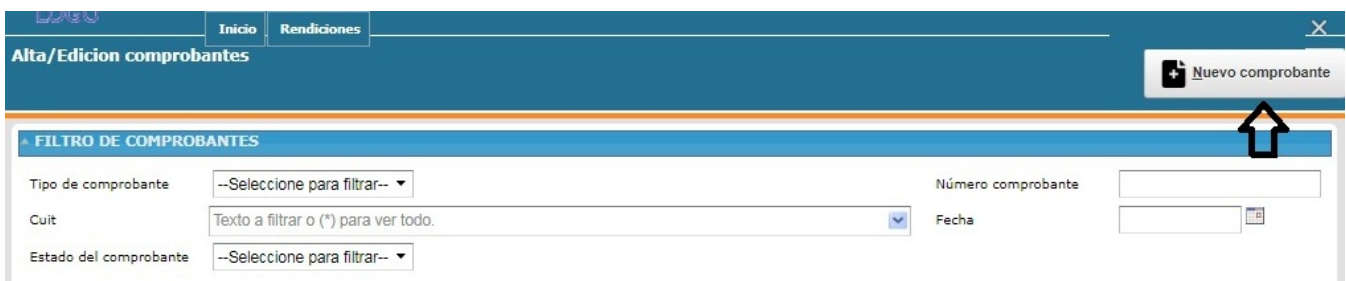 LOGO
Inicio Rendiciones
Alta/Edicion comprobantes
Nuevo comprobante
FILTRO DE COMPROBANTES
Tipo de comprobante --Seleccione para filtrar-- Número comprobante
Cuit Texto a filtrar o (*) para ver todo. Fecha
Estado del comprobante --Seleccione para filtrar--